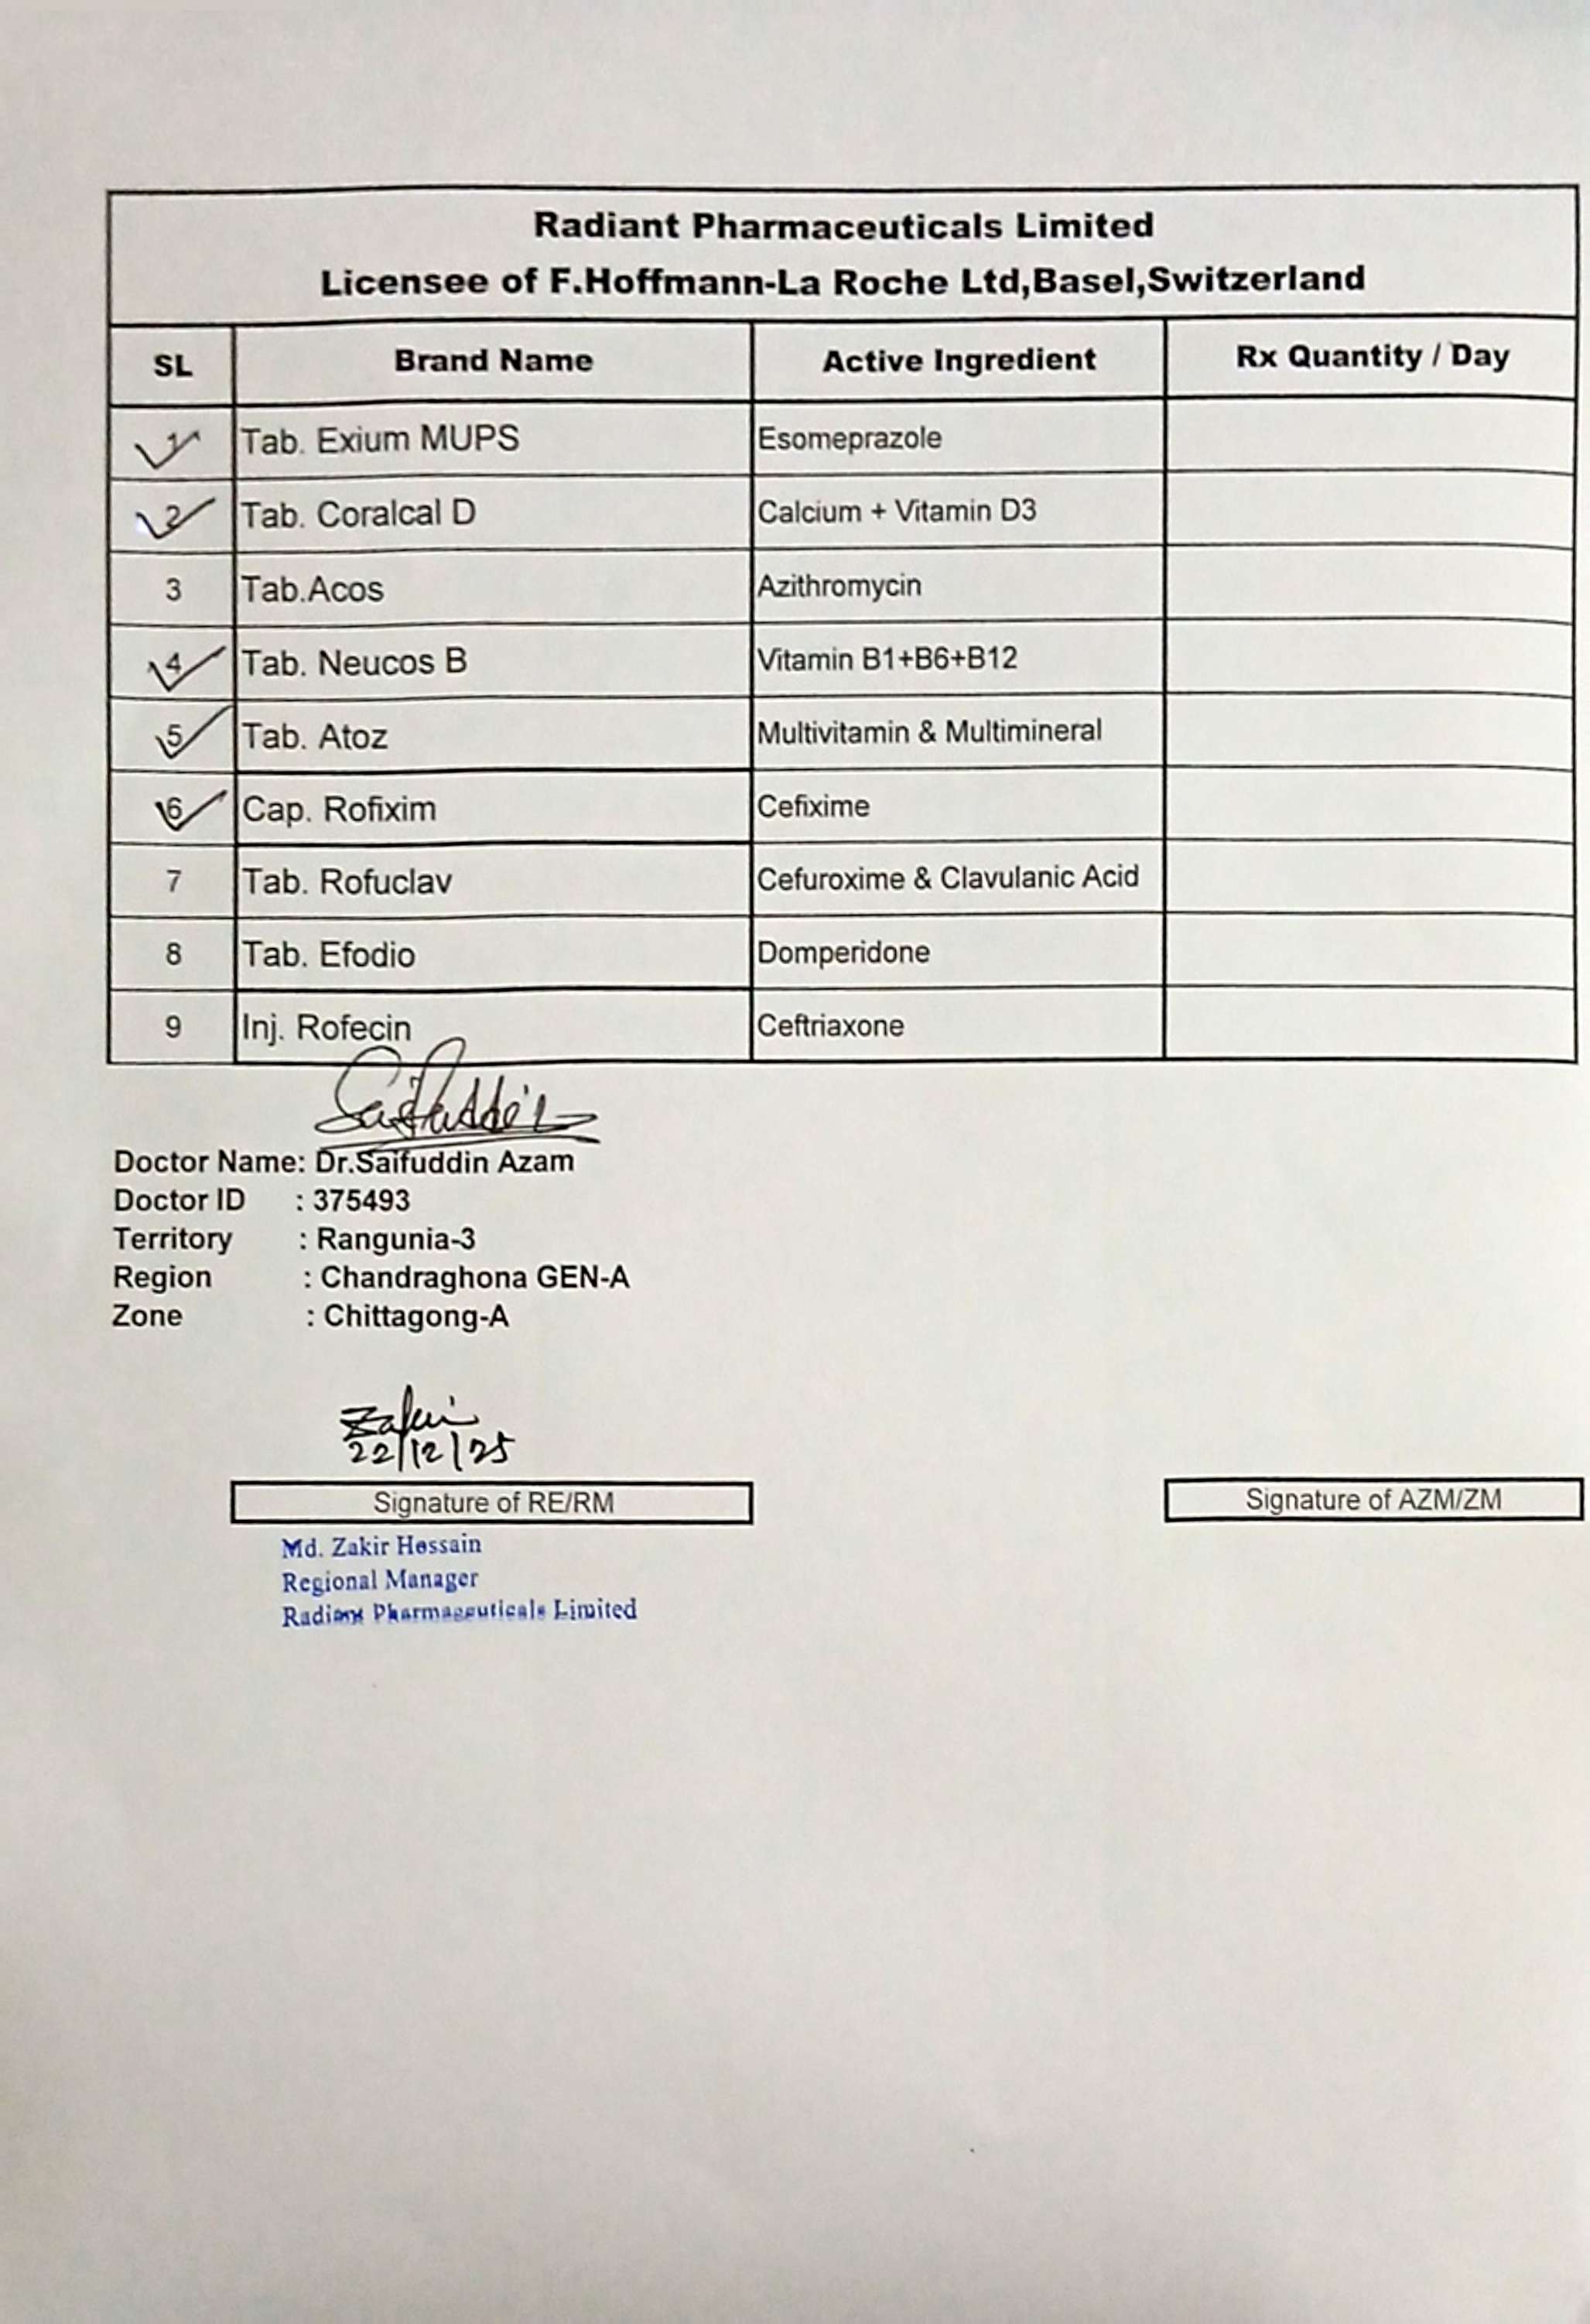 Radiant Pharmaceuticals Limited
Licensee of F.Hoffmann-La Roche Ltd,Basel,Switzerland
SL Brand Name Active Ingredient Rx Quantity / Day
1 Tab. Exium MUPS Esomeprazole
2 Tab. Coralcal D Calcium + Vitamin D3
3 Tab.Acos Azithromycin
4 Tab. Neucos B Vitamin B1+B6+B12
5 Tab. Atoz Multivitamin & Multimineral
6 Cap. Rofixim Cefixime
7 Tab. Rofuclav Cefuroxime & Clavulanic Acid
8 Tab. Efodio Domperidone
9 Inj. Rofecin Ceftriaxone
Saifuddin
Doctor Name: Dr.Saifuddin Azam
Doctor ID : 375493
Territory : Rangunia-3
Region : Chandraghona GEN-A
Zone : Chittagong-A
Zakir
22/12/25
Signature of RE/RM Signature of AZM/ZM
Md. Zakir Hossain
Regional Manager
Radiant Pharmaceuticals Limited